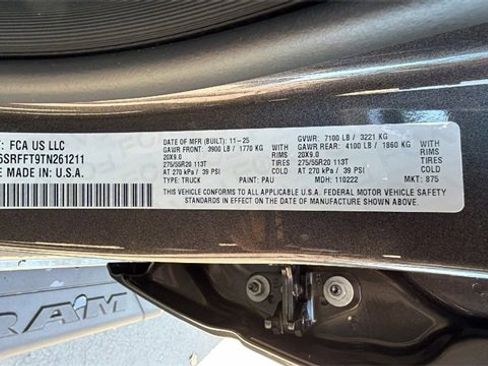 : FCA US LLC
SRFFT9TN261211
MADE IN U.S.A.
DATE OF MFR (BUILT): 11-25
GAWR FRONT: 3900 LB / 1770 KG WITH
20X9.0 RIMS
275/55R20 113T TIRES
AT 270 kPa / 39 PSI COLD
TYPE: TRUCK PAINT: PAU
GVWR: 7100 LB / 3221 KG
GAWR REAR: 4100 LB / 1860 KG WITH
20X9.0 RIMS
275/55R20 113T TIRES
AT 270 kPa / 39 PSI COLD
MDH: 110222 MKT: 875
THIS VEHICLE CONFORMS TO ALL APPLICABLE U.S.A. FEDERAL MOTOR VEHICLE SAFETY
STANDARDS IN EFFECT ON THE DATE OF MANUFACTURE SHOWN ABOVE.
RAM